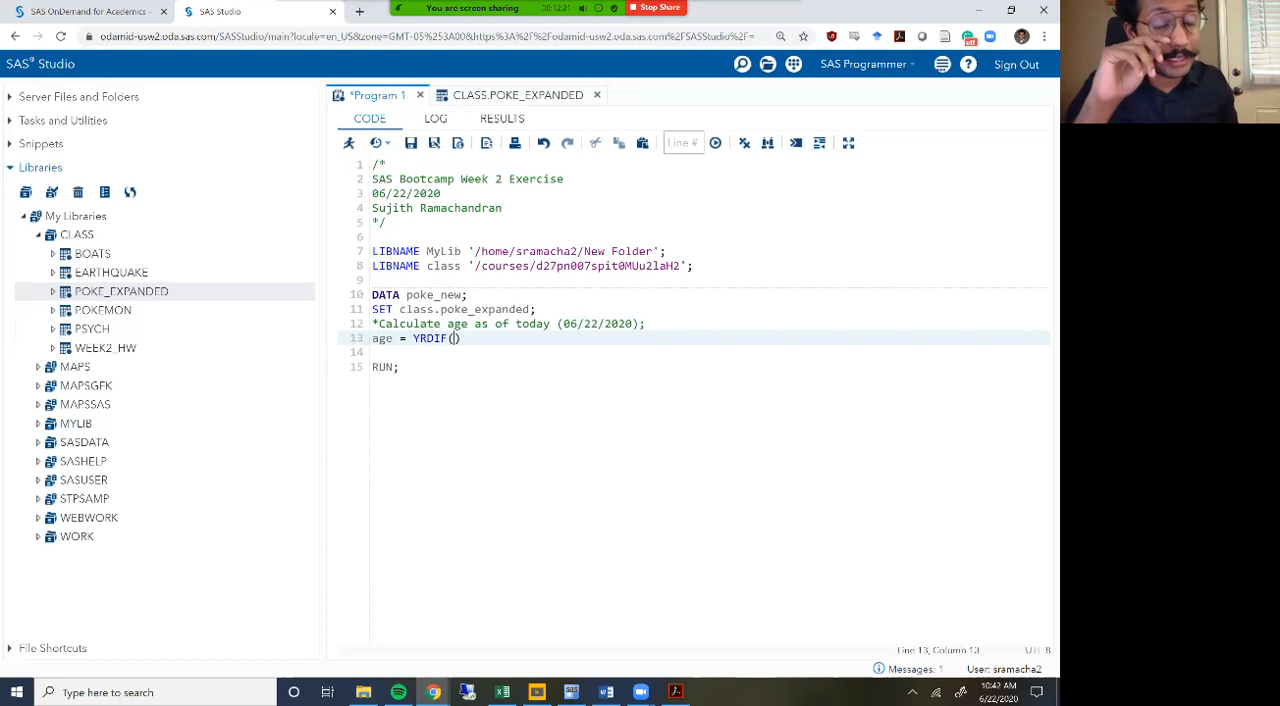 SAS OnDemand for Academics
SAS Studio
You are screen sharing
00:12:21
Stop Share
odamid-usw2.oda.sas.com/SASStudio/main?locale=en_US&zone=GMT-05%253A00&https%3A%2F%2Fodamid-usw2.oda.sas.com%2FSASStudio%2F=
off
SAS® Studio
SAS Programmer
Sign Out
Server Files and Folders
Tasks and Utilities
Snippets
Libraries
My Libraries
CLASS
BOATS
EARTHQUAKE
POKE_EXPANDED
POKEMON
PSYCH
WEEK2_HW
MAPS
MAPSGFK
MAPSSAS
MYLIB
SASDATA
SASHELP
SASUSER
STPSAMP
WEBWORK
WORK
File Shortcuts
*Program 1
CLASS.POKE_EXPANDED
CODE LOG RESULTS
Line #
1 /*
2 SAS Bootcamp Week 2 Exercise
3 06/22/2020
4 Sujith Ramachandran
5 */
6
7 LIBNAME MyLib '/home/sramacha2/New Folder';
8 LIBNAME class '/courses/d27pn007spit0MUu2laH2';
9
10 DATA poke_new;
11 SET class.poke_expanded;
12 *Calculate age as of today (06/22/2020);
13 age = YRDIF()
14
15 RUN;
Line 13, Column 13
UTF-8
Messages: 1
User: sramacha2
Type here to search
10:42 AM
6/22/2020